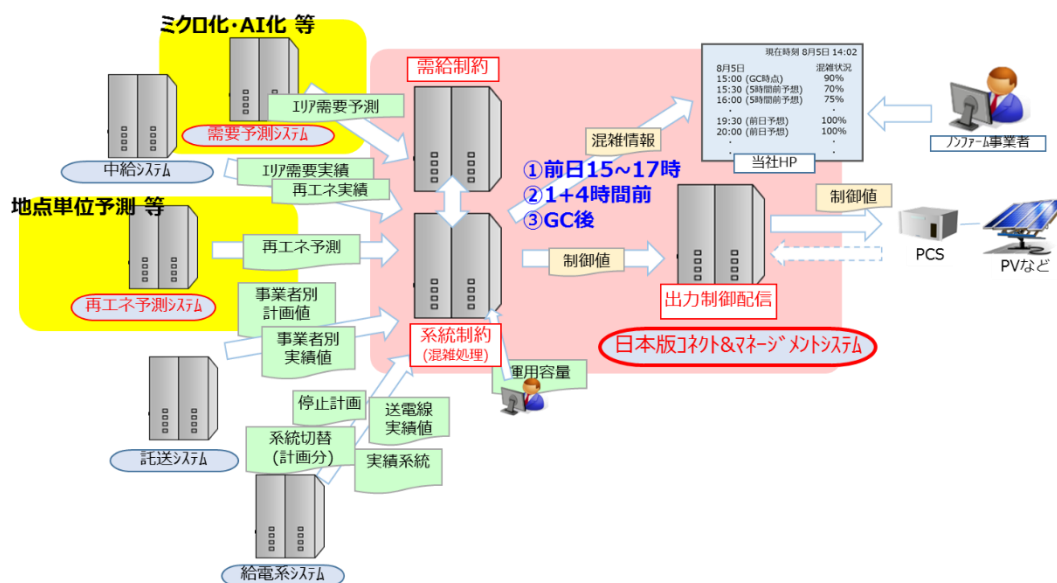 ミクロ化・AI化 等
需要予測システム
中給システム
地点単位予測 等
再エネ予測システム
託送システム
給電系システム
エリア需要予測
エリア需要実績
再エネ実績
再エネ予測
事業者別
計画値
事業者別
実績値
停止計画
送電線
実績値
系統切替
(計画分)
実績系統
需給制約
系統制約
(混雑処理)
運用容量
混雑情報
①前日15~17時
②1+4時間前
③GC後
制御値
出力制御配信
日本版コネクト&マネージメントシステム
現在時刻 8月5日 14:02
8月5日 混雑状況
15:00 (GC時点) 90%
15:30 (5時間前予想) 70%
16:00 (5時間前予想) 75%
・ ・
19:30 (前日予想) 100%
20:00 (前日予想) 100%
・ ・
・ ・
当社HP
ノンファーム事業者
制御値
PCS
PVなど